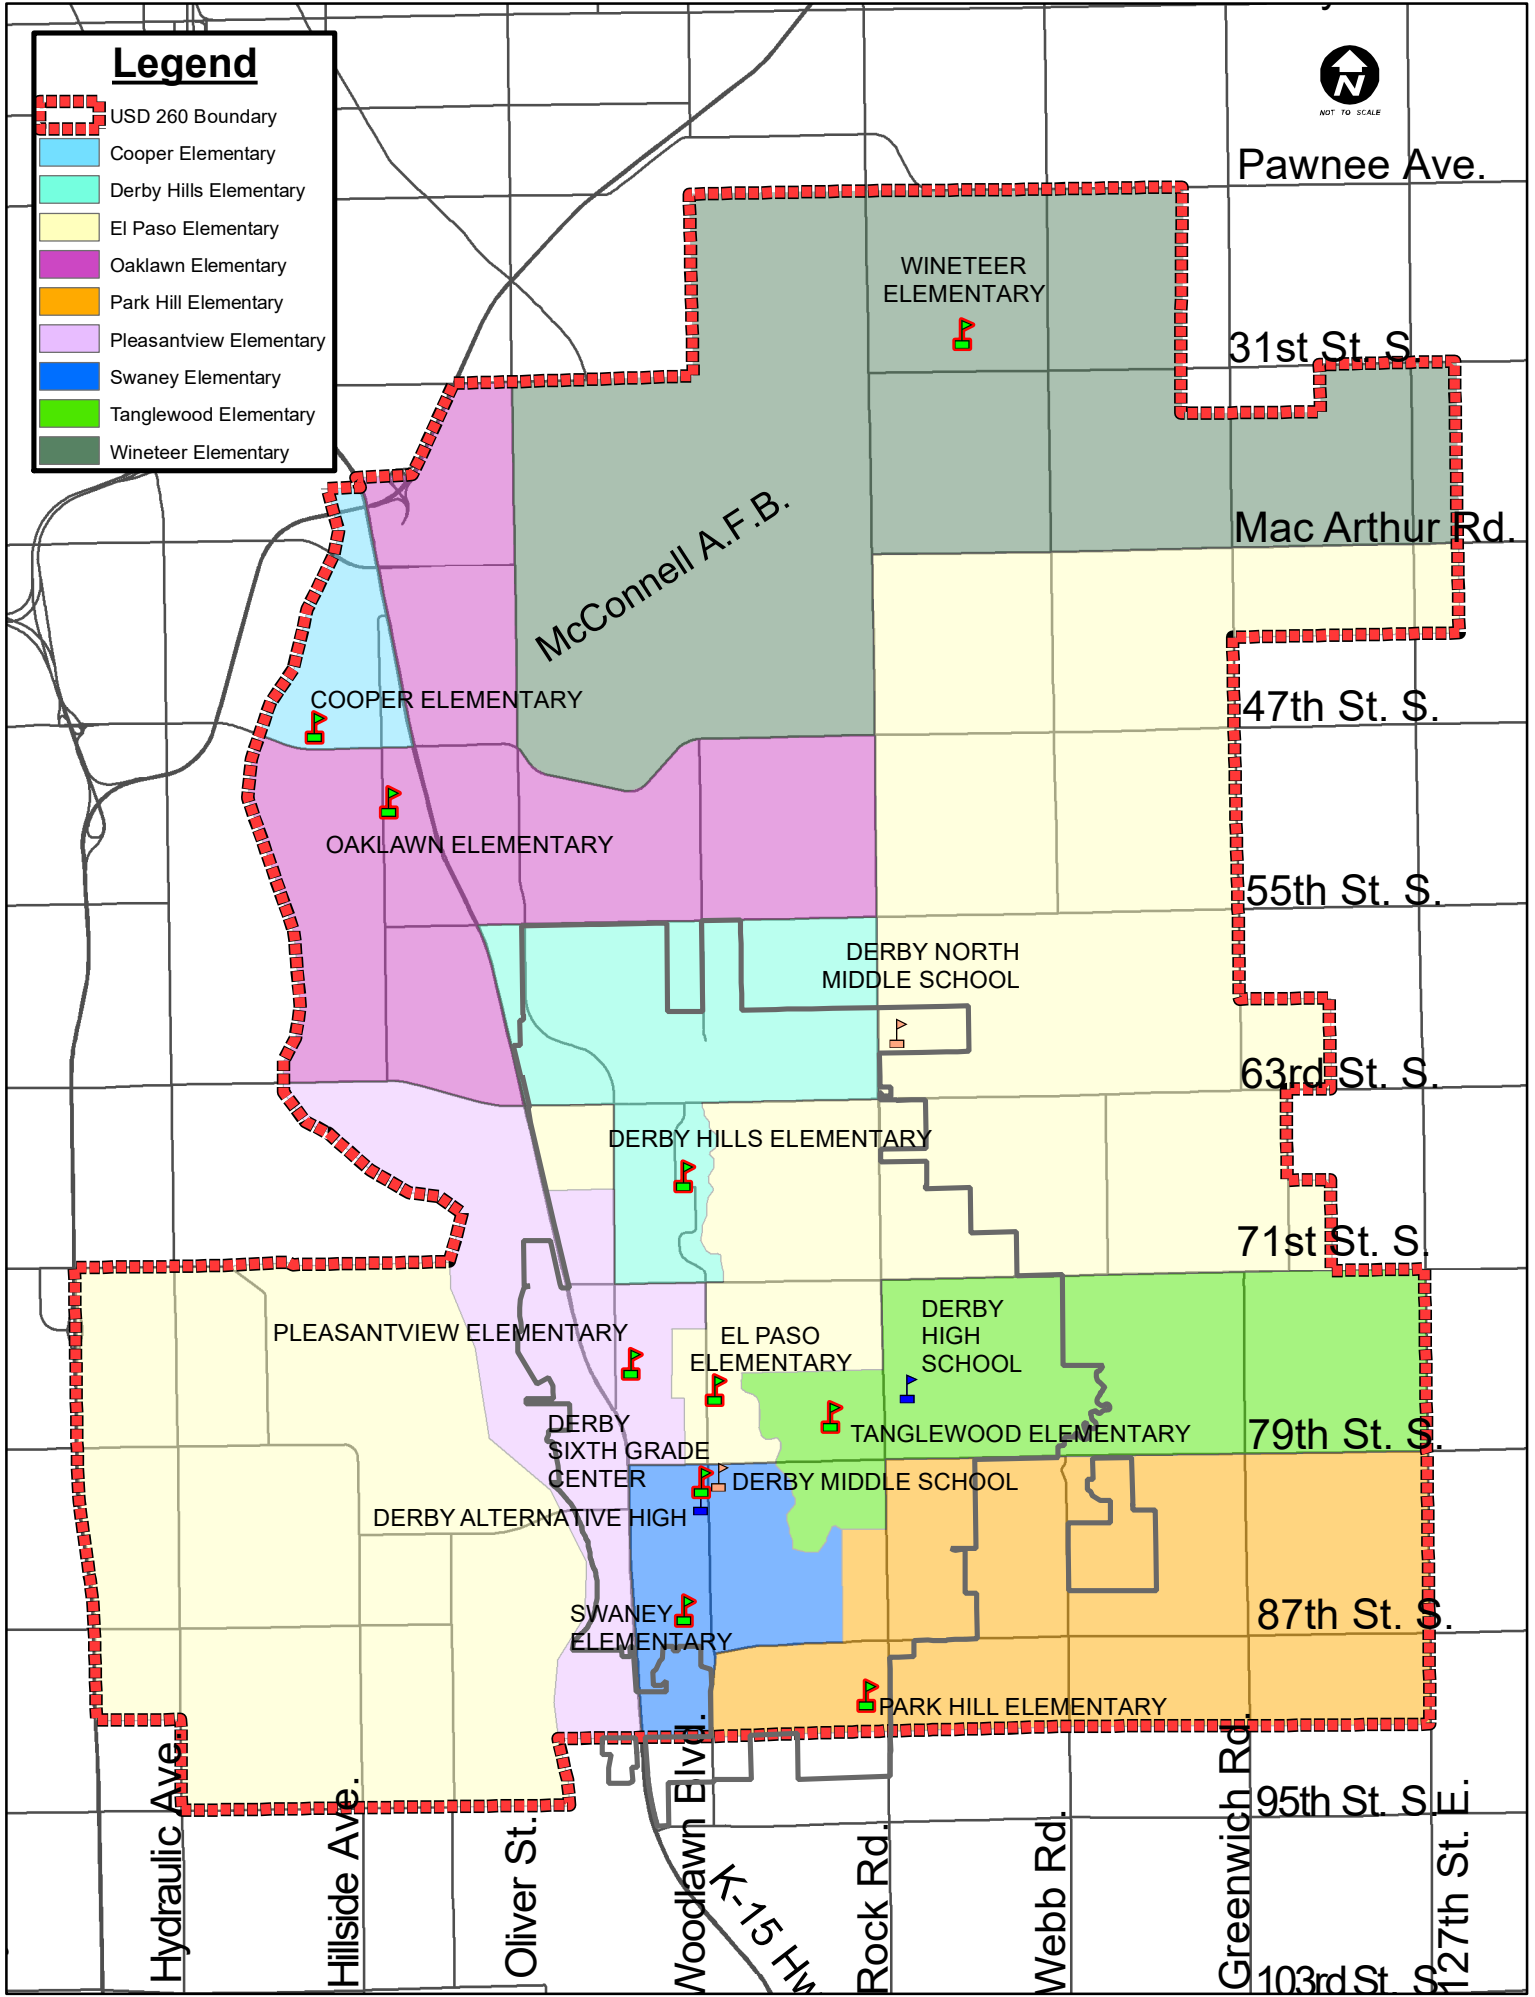 Legend
USD 260 Boundary
Cooper Elementary
Derby Hills Elementary
El Paso Elementary
Oaklawn Elementary
Park Hill Elementary
Pleasantview Elementary
Swaney Elementary
Tanglewood Elementary
Wineteer Elementary
N
NOT TO SCALE
Pawnee Ave.
WINETEER
ELEMENTARY
31st St. S
Mac Arthur Rd.
McConnell A.F.B.
COOPER ELEMENTARY
47th St. S.
OAKLAWN ELEMENTARY
55th St. S.
DERBY NORTH
MIDDLE SCHOOL
63rd St. S.
DERBY HILLS ELEMENTARY
71st St. S.
DERBY
HIGH
SCHOOL
PLEASANTVIEW ELEMENTARY
EL PASO
ELEMENTARY
TANGLEWOOD ELEMENTARY
79th St. S.
DERBY
SIXTH GRADE
CENTER
DERBY MIDDLE SCHOOL
DERBY ALTERNATIVE HIGH
SWANEY
ELEMENTARY
87th St. S.
PARK HILL ELEMENTARY
95th St. S.
Hydraulic Ave.
Hillside Ave.
Oliver St.
Woodlawn Blvd.
K-15 Hw
Rock Rd.
Webb Rd.
Greenwich Rd.
127th St. E.
103rd St. S